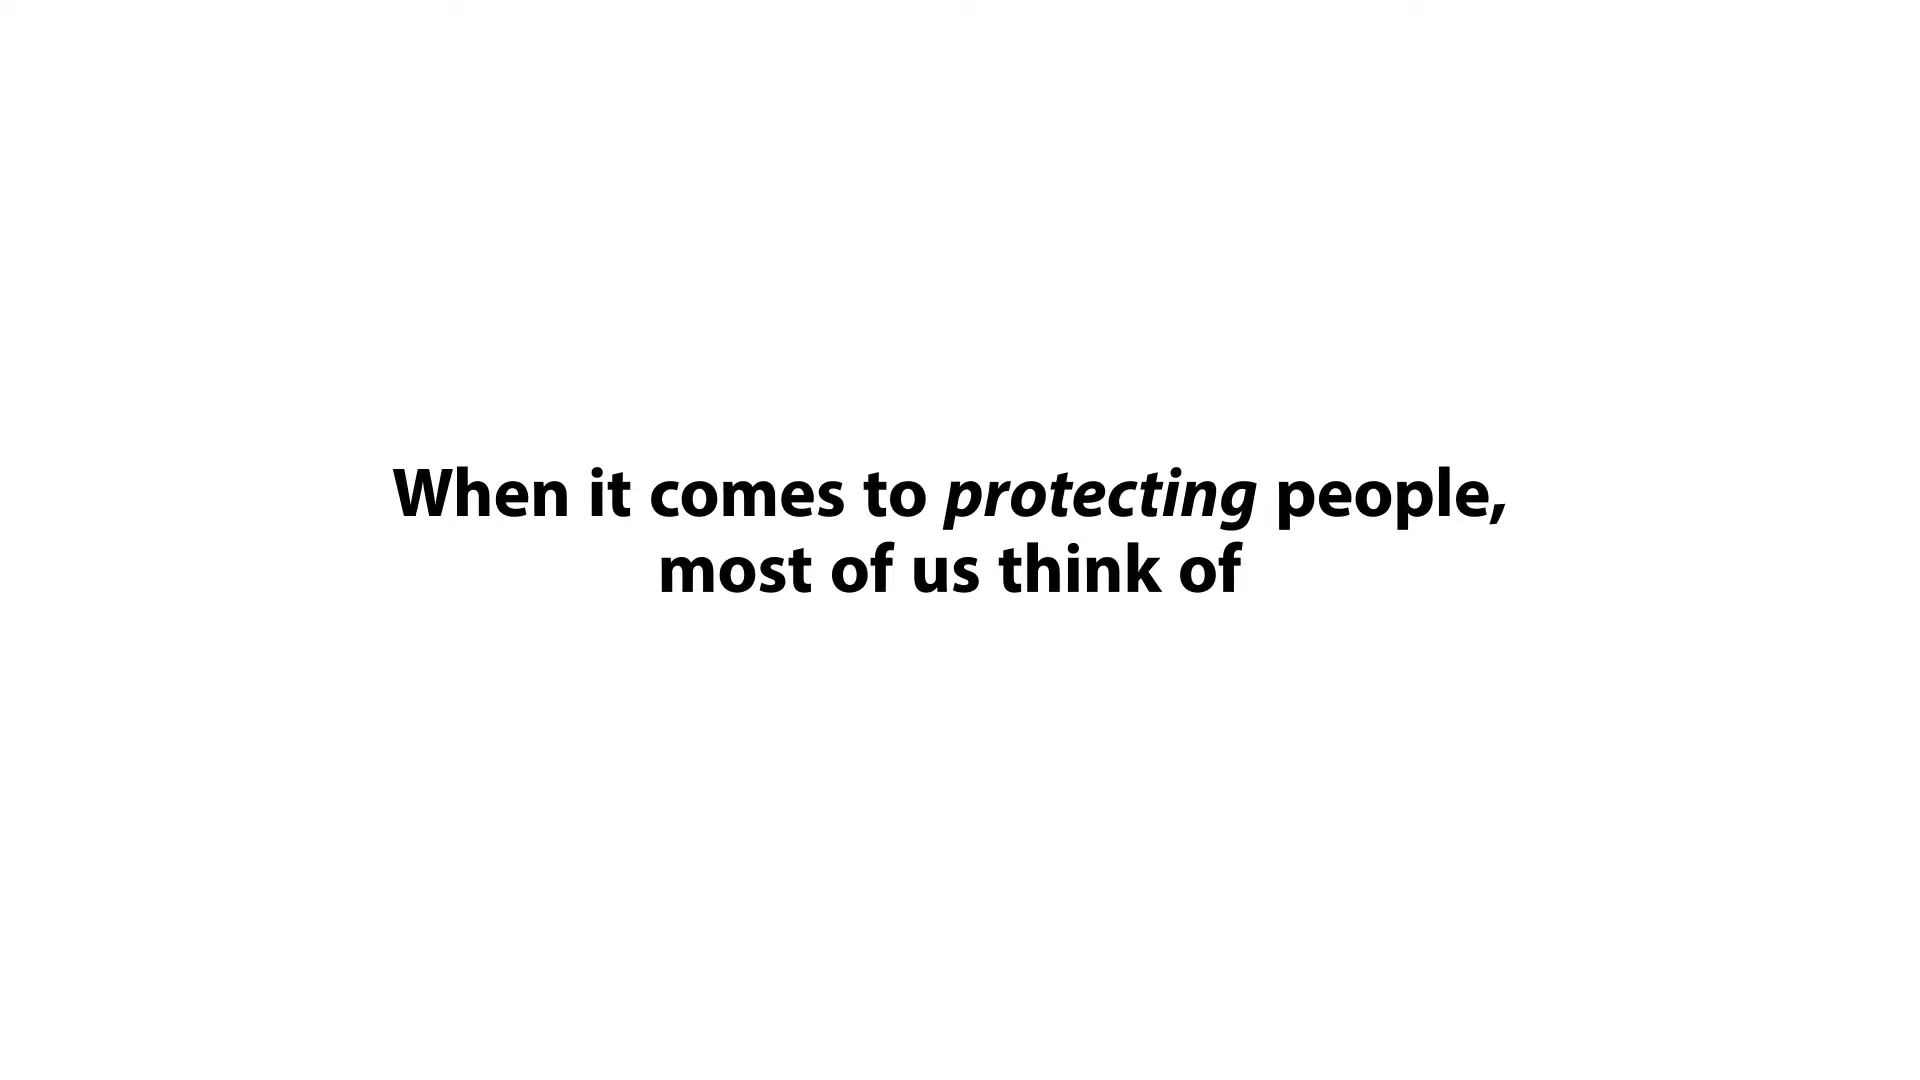 When it comes to protecting people,
most of us think of